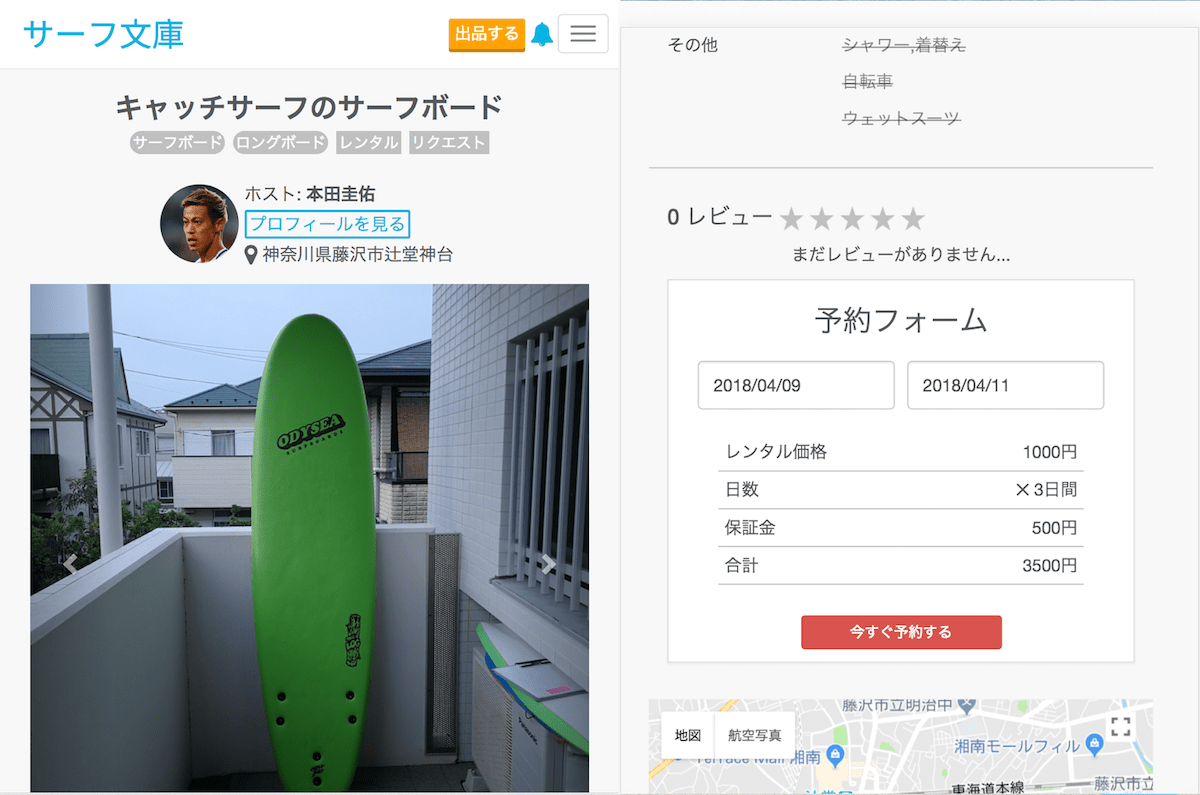 サーフ文庫
出品する
キャッチサーフのサーフボード
サーフボード ロングボード レンタル リクエスト
ホスト: 本田圭佑
プロフィールを見る
神奈川県藤沢市辻堂神台
ODYSEA
SURFBOARDS
その他
シャワー,着替え
自転車
ウェットスーツ
0 レビュー
まだレビューがありません...
予約フォーム
2018/04/09
2018/04/11
レンタル価格 1000円
日数 ×3日間
保証金 500円
合計 3500円
今すぐ予約する
藤沢市立明治中
地図 航空写真
湘南モールフィル
Terrace Mall 湘南
東海道本線
藤沢市立